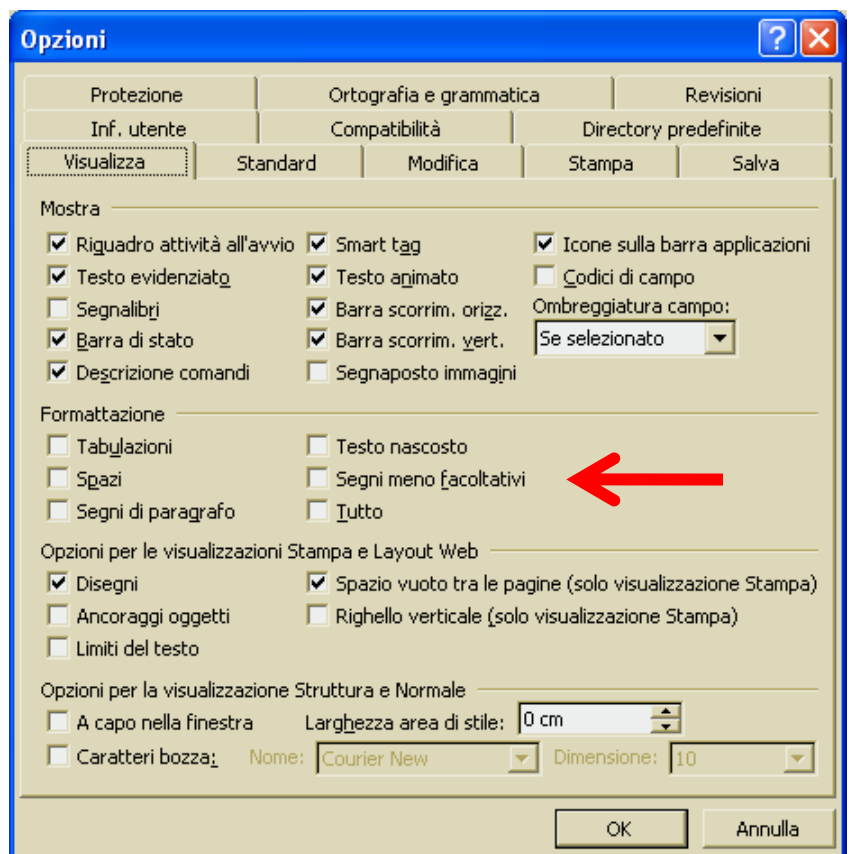 Opzioni
Protezione Ortografia e grammatica Revisioni
Inf. utente Compatibilità Directory predefinite
Visualizza Standard Modifica Stampa Salva
Mostra
Riquadro attività all'avvio Smart tag Icone sulla barra applicazioni
Testo evidenziato Testo animato Codici di campo
Segnalibri Barra scorrim. orizz. Ombreggiatura campo:
Barra di stato Barra scorrim. vert. Se selezionato
Descrizione comandi Segnaposto immagini
Formattazione
Tabulazioni Testo nascosto
Spazi Segni meno facoltativi
Segni di paragrafo Tutto
Opzioni per le visualizzazioni Stampa e Layout Web
Disegni Spazio vuoto tra le pagine (solo visualizzazione Stampa)
Ancoraggi oggetti Righello verticale (solo visualizzazione Stampa)
Limiti del testo
Opzioni per la visualizzazione Struttura e Normale
A capo nella finestra Larghezza area di stile: 0 cm
Caratteri bozza: Nome: Courier New Dimensione: 10
OK Annulla